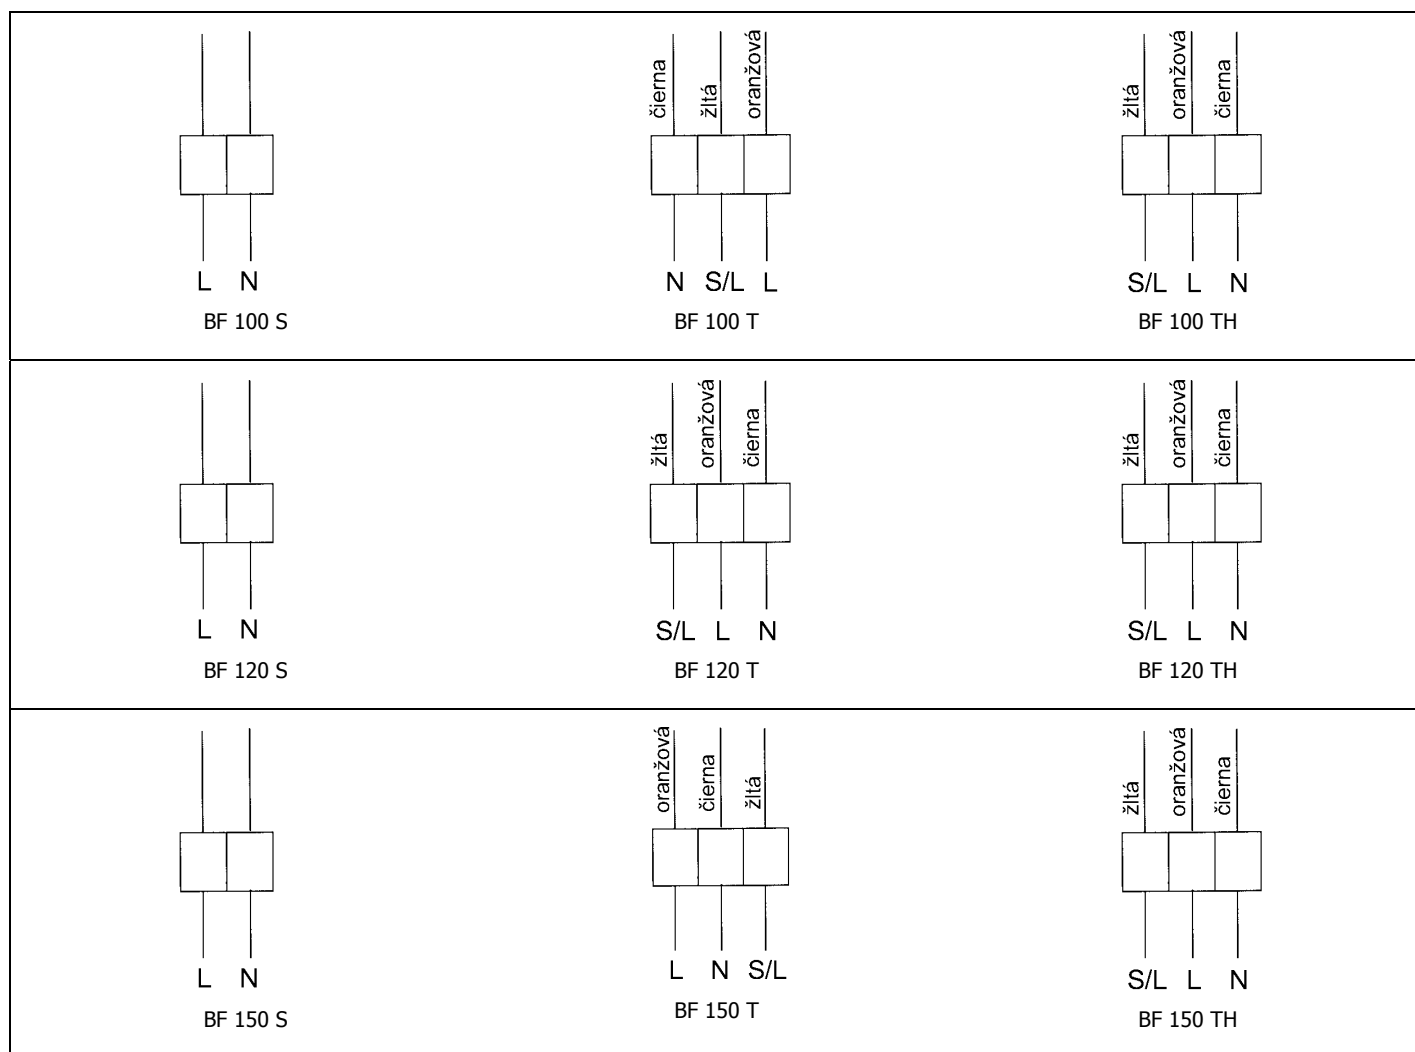 čierna žltá oranžová
žltá oranžová čierna
L N
N S/L L
S/L L N
BF 100 S
BF 100 T
BF 100 TH
žltá oranžová čierna
žltá oranžová čierna
L N
S/L L N
S/L L N
BF 120 S
BF 120 T
BF 120 TH
oranžová čierna žltá
žltá oranžová čierna
L N
L N S/L
S/L L N
BF 150 S
BF 150 T
BF 150 TH